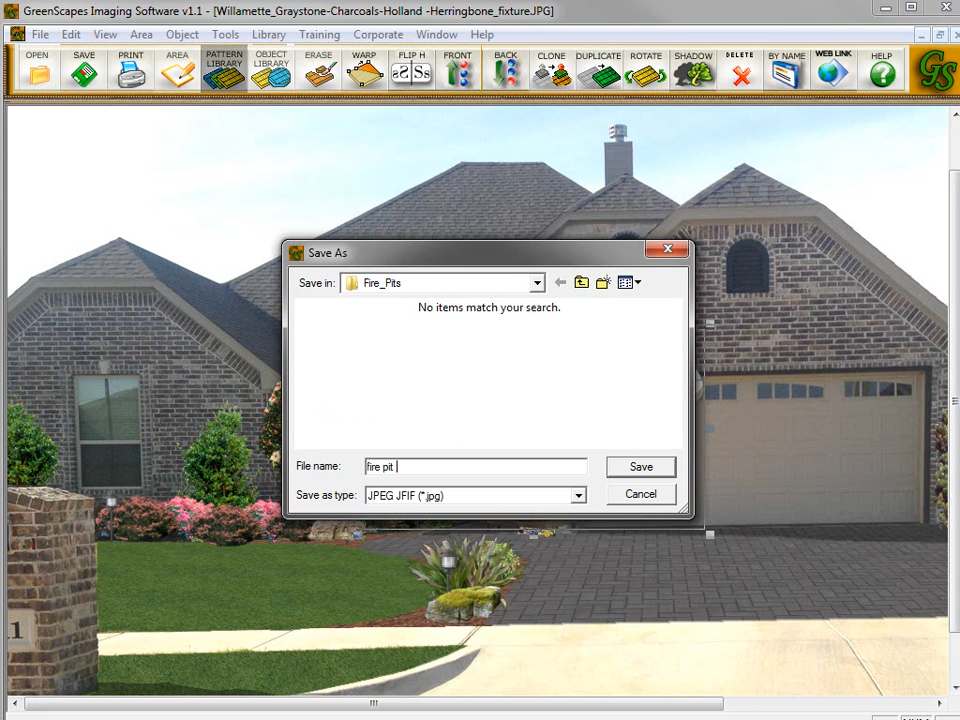 GreenScapes Imaging Software v1.1 - [Willamette_Graystone-Charcoals-Holland -Herringbone_fixture.JPG]
File Edit View Area Object Tools Library Training Corporate Window Help
OPEN SAVE PRINT AREA PATTERN LIBRARY OBJECT LIBRARY ERASE WARP FLIP H FRONT BACK CLONE DUPLICATE ROTATE SHADOW DELETE BY NAME WEB LINK HELP
GS
Save As
Save in: Fire_Pits
No items match your search.
File name: fire pit
Save
Save as type: JPEG JFIF (*.jpg)
Cancel